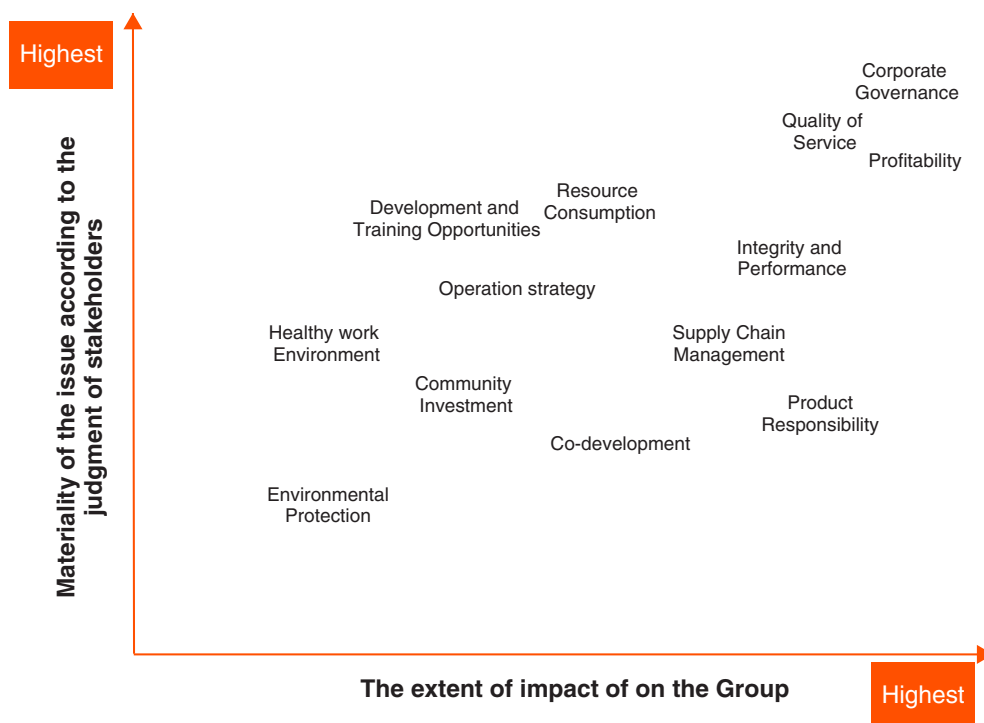 Highest
Corporate
Governance
Quality of
Service
Profitability
Resource
Consumption
Development and
Training Opportunities
Integrity and
Performance
Operation strategy
Healthy work
Environment
Supply Chain
Management
Community
Investment
Product
Responsibility
Co-development
Environmental
Protection
Materiality of the issue according to the
judgment of stakeholders
The extent of impact of on the Group
Highest